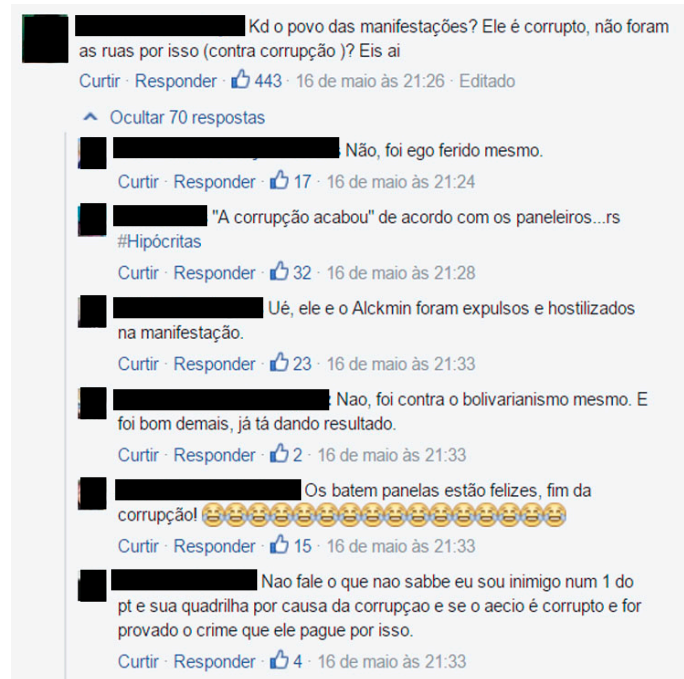 Kd o povo das manifestações? Ele é corrupto, não foram
as ruas por isso (contra corrupção )? Eis ai
Curtir · Responder · 443 · 16 de maio às 21:26 · Editado
Ocultar 70 respostas
Não, foi ego ferido mesmo.
Curtir · Responder · 17 · 16 de maio às 21:24
"A corrupção acabou" de acordo com os paneleiros...rs
#Hipócritas
Curtir · Responder · 32 · 16 de maio às 21:28
Ué, ele e o Alckmin foram expulsos e hostilizados
na manifestação.
Curtir · Responder · 23 · 16 de maio às 21:33
Nao, foi contra o bolivarianismo mesmo. E
foi bom demais, já tá dando resultado.
Curtir · Responder · 2 · 16 de maio às 21:33
Os batem panelas estão felizes, fim da
corrupção! 😂😂😂😂😂😂😂😂😂😂😂😂😂😂😂😂
Curtir · Responder · 15 · 16 de maio às 21:33
Nao fale o que nao sabbe eu sou inimigo num 1 do
pt e sua quadrilha por causa da corrupçao e se o aecio é corrupto e for
provado o crime que ele pague por isso.
Curtir · Responder · 4 · 16 de maio às 21:33